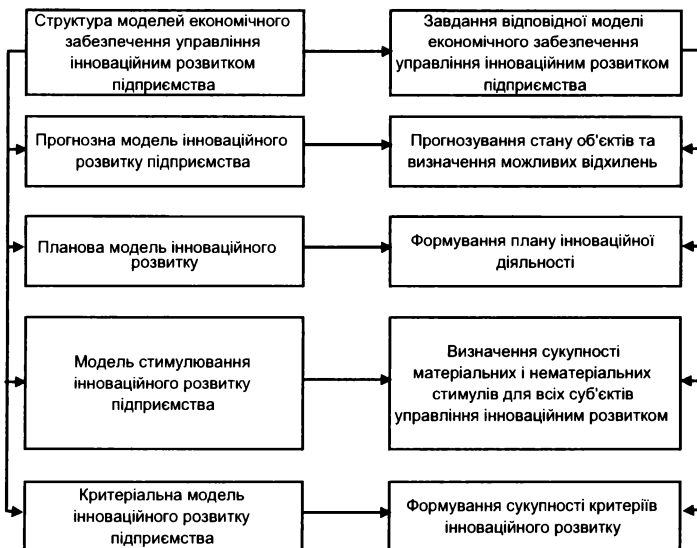 Структура моделей економічного
забезпечення управління
інноваційним розвитком
підприємства
Завдання відповідної моделі
економічного забезпечення
управління інноваційним розвитком
підприємства
Прогнозна модель інноваційного
розвитку підприємства
Прогнозування стану об'єктів та
визначення можливих відхилень
Планова модель інноваційного
розвитку
Формування плану інноваційної
діяльності
Модель стимулювання
інноваційного розвитку
підприємства
Визначення сукупності
матеріальних і нематеріальних
стимулів для всіх суб'єктів
управління інноваційним розвитком
Критеріальна модель
інноваційного розвитку
підприємства
Формування сукупності критеріїв
інноваційного розвитку